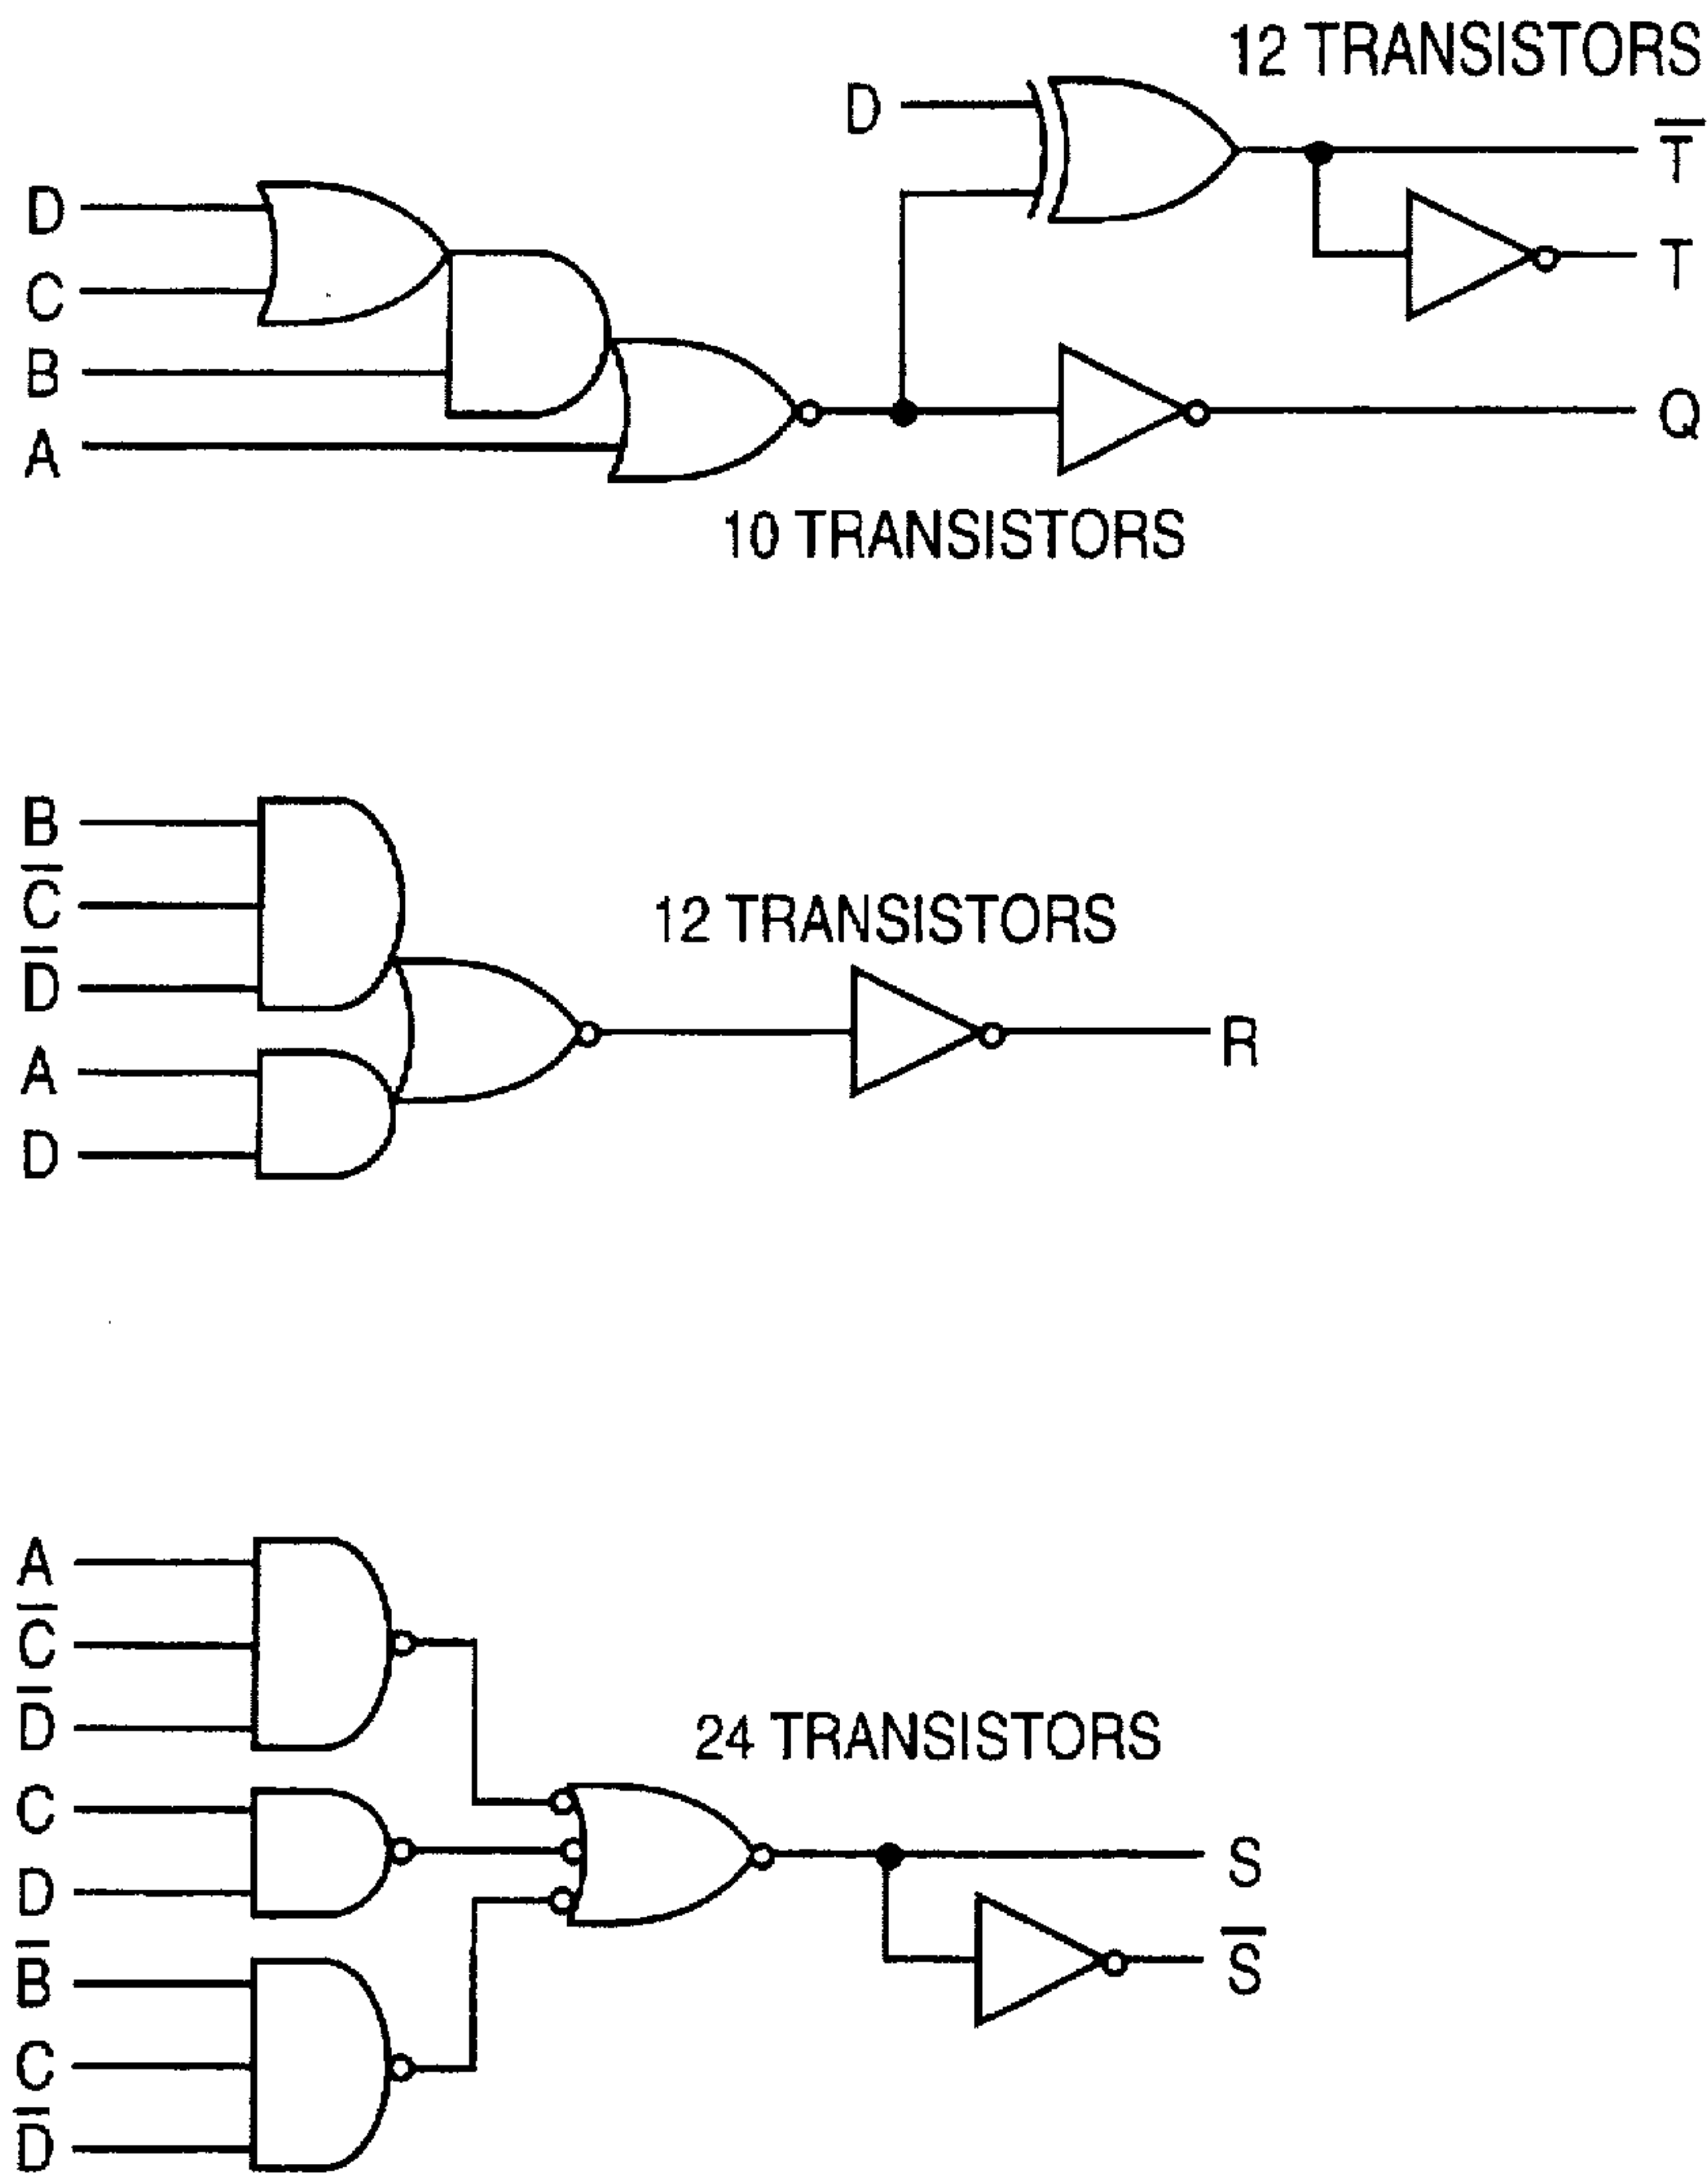 12 TRANSISTORS
D
T̅
D
T
C
B
Q
A
10 TRANSISTORS
B
C̅
12 TRANSISTORS
D̅
R
A
D
A
C̅
D̅
24 TRANSISTORS
C
S
D
B̅
S̅
C
D̅